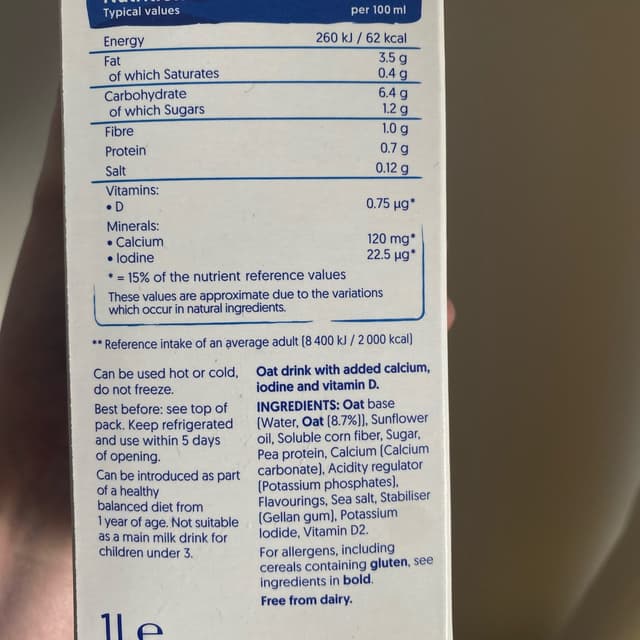 Typical values per 100 ml
Energy 260 kJ / 62 kcal
Fat 3.5 g
of which Saturates 0.4 g
Carbohydrate 6.4 g
of which Sugars 1.2 g
Fibre 1.0 g
Protein 0.7 g
Salt 0.12 g
Vitamins:
• D 0.75 µg*
Minerals:
• Calcium 120 mg*
• Iodine 22.5 µg*
* = 15% of the nutrient reference values
These values are approximate due to the variations
which occur in natural ingredients.
** Reference intake of an average adult (8 400 kJ / 2 000 kcal)
Can be used hot or cold,
do not freeze.
Best before: see top of
pack. Keep refrigerated
and use within 5 days
of opening.
Can be introduced as part
of a healthy
balanced diet from
1 year of age. Not suitable
as a main milk drink for
children under 3.
Oat drink with added calcium,
iodine and vitamin D.
INGREDIENTS: Oat base
(Water, Oat (8.7%)), Sunflower
oil, Soluble corn fiber, Sugar,
Pea protein, Calcium (Calcium
carbonate), Acidity regulator
(Potassium phosphates),
Flavourings, Sea salt, Stabiliser
(Gellan gum), Potassium
Iodide, Vitamin D2.
For allergens, including
cereals containing gluten, see
ingredients in bold.
Free from dairy.
1L e